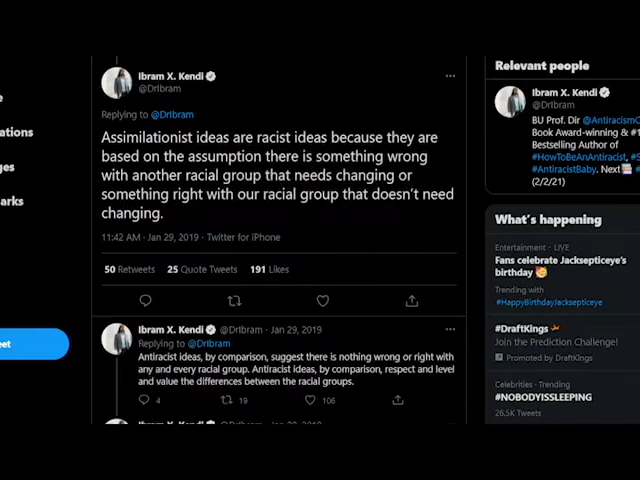 e
ations
ges
arks
eet
Ibram X. Kendi
@DrIbram
Replying to @DrIbram
Assimilationist ideas are racist ideas because they are
based on the assumption there is something wrong
with another racial group that needs changing or
something right with our racial group that doesn't need
changing.
11:42 AM · Jan 29, 2019 · Twitter for iPhone
50 Retweets 25 Quote Tweets 191 Likes
Ibram X. Kendi @DrIbram · Jan 29, 2019
Replying to @DrIbram
Antiracist ideas, by comparison, suggest there is nothing wrong or right with
any and every racial group. Antiracist ideas, by comparison, respect and level
and value the differences between the racial groups.
4 19 106
Ibram X. Kendi @DrIbram
Relevant people
Ibram X. Kendi
@DrIbram
BU Prof. Dir @AntiracismC
Book Award-winning & #1
Bestselling Author of
#HowToBeAnAntiracist, #S
#AntiracistBaby. Next #
(2/2/21)
What's happening
Entertainment · LIVE
Fans celebrate Jacksepticeye's
birthday
Trending with
#HappyBirthdayJacksepticeye
#DraftKings
Join the Prediction Challenge!
Promoted by DraftKings
Celebrities · Trending
#NOBODYISSLEEPING
26.5K Tweets